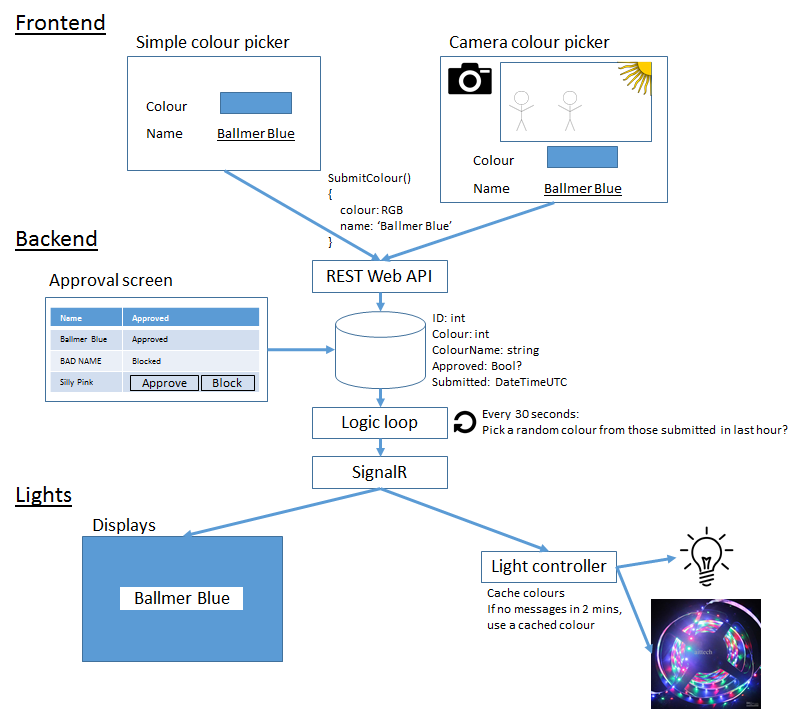 Frontend
Simple colour picker
Camera colour picker
Colour
Name
Ballmer Blue
Colour
Name
Ballmer Blue
SubmitColour()
{
colour: RGB
name: ‘Ballmer Blue’
}
Backend
Approval screen
REST Web API
Name
Approved
Ballmer Blue
Approved
BAD NAME
Blocked
Silly Pink
Approve
Block
ID: int
Colour: int
ColourName: string
Approved: Bool?
Submitted: DateTimeUTC
Logic loop
Every 30 seconds:
Pick a random colour from those submitted in last hour?
SignalR
Lights
Displays
Ballmer Blue
Light controller
Cache colours
If no messages in 2 mins,
use a cached colour